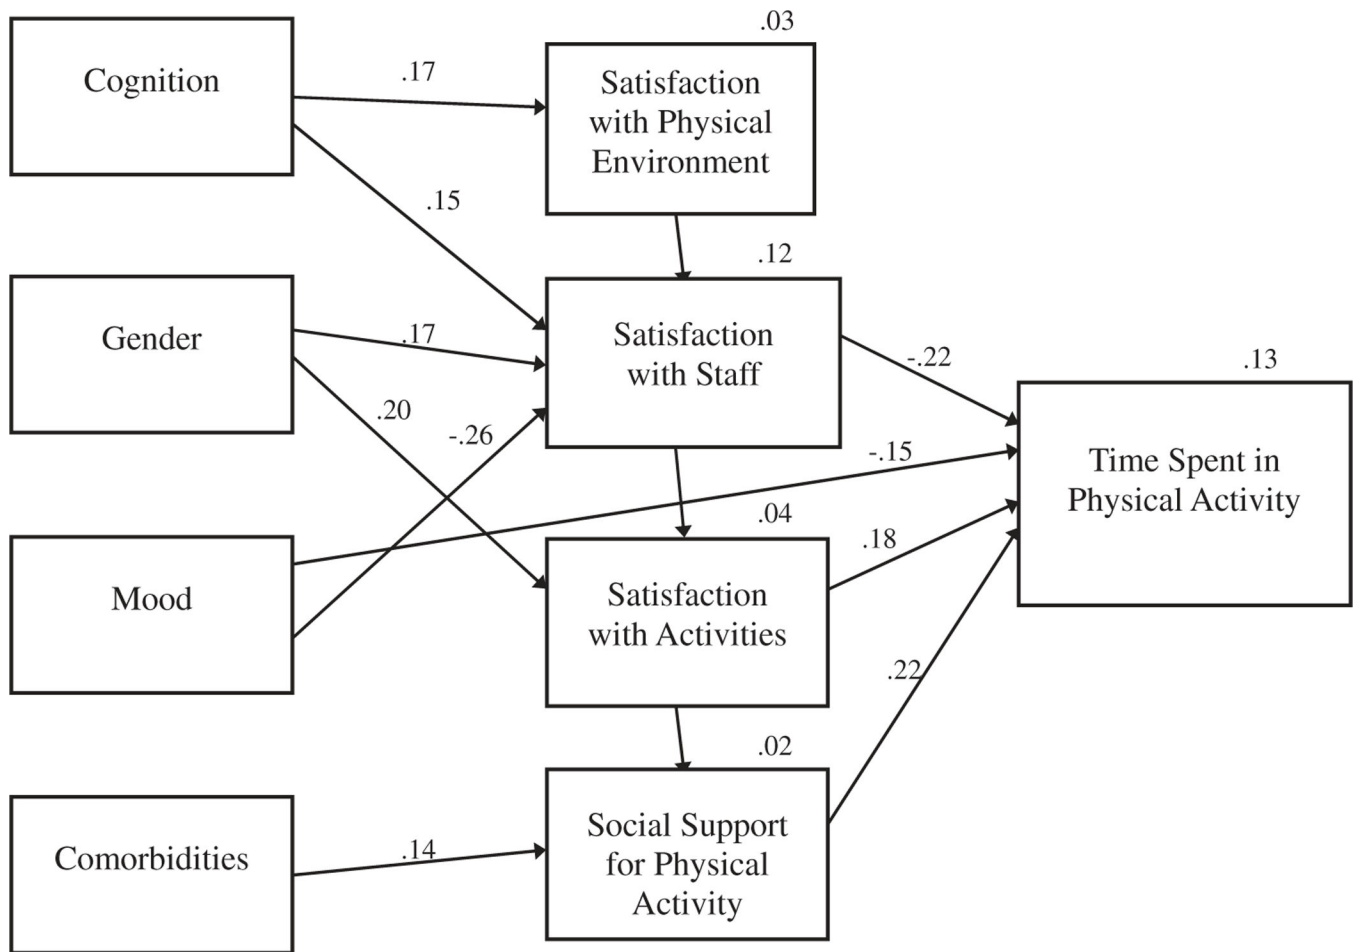 .03
Cognition
.17
Satisfaction
with Physical
Environment
.15
.12
Gender
.17
Satisfaction
with Staff
-.22
.13
.20
-.26
-.15
Time Spent in
Physical Activity
.04
.18
Mood
Satisfaction
with Activities
.22
.02
Comorbidities
.14
Social Support
for Physical
Activity